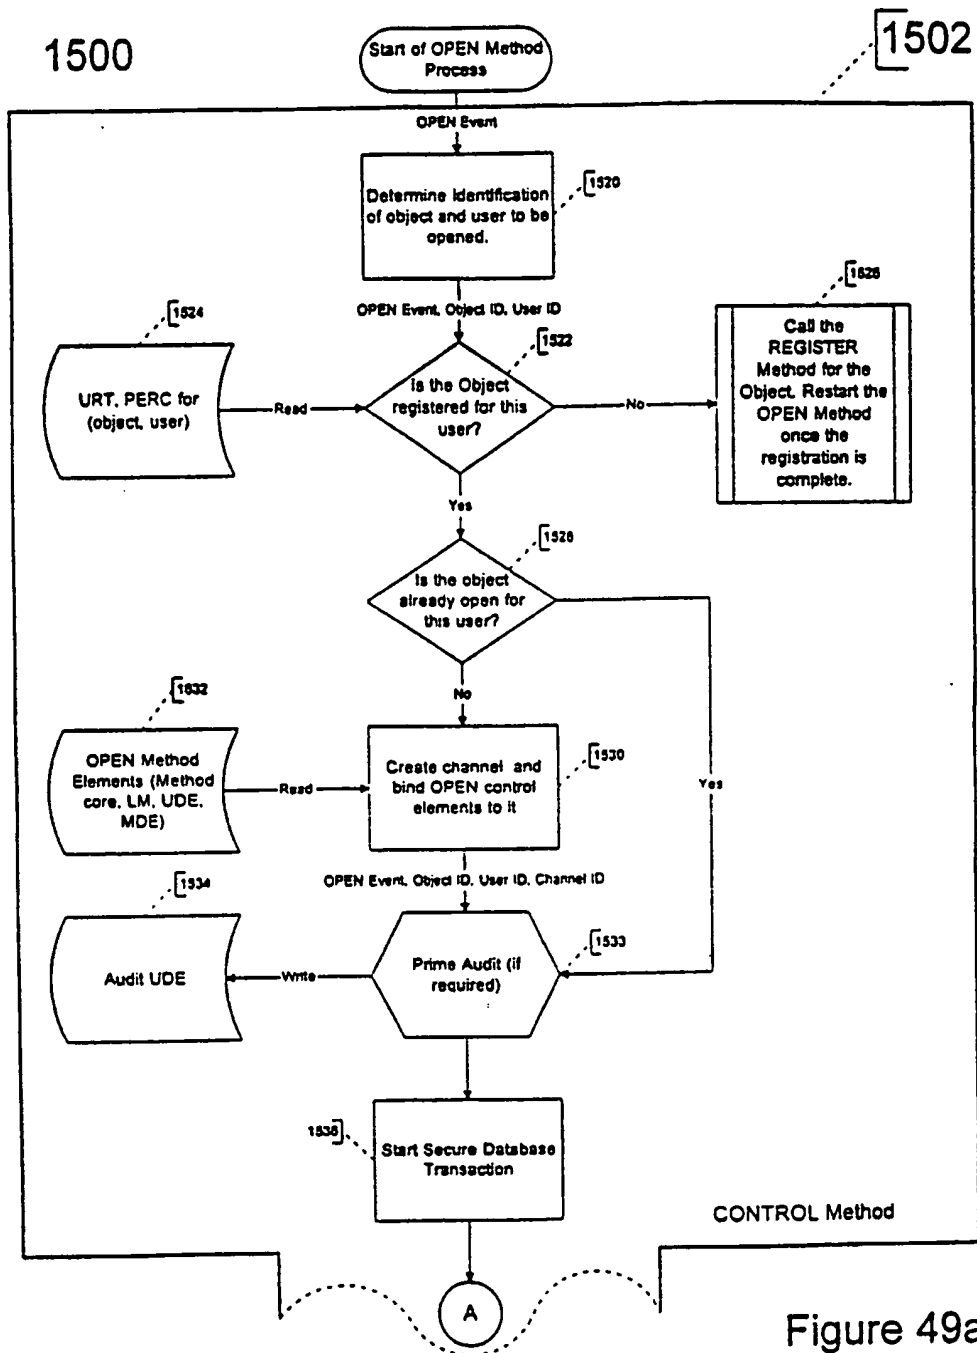 1500
1502
Start of OPEN Method
Process
OPEN Event
1520
Determine Identification
of object and user to be
opened.
OPEN Event, Object ID, User ID
1524
1522
1526
URT, PERC for
(object, user)
Read
Is the Object
registered for this
user?
No
Call the
REGISTER
Method for the
Object. Restart the
OPEN Method
once the
registration is
complete.
Yes
1528
Is the object
already open for
this user?
No
Yes
1532
OPEN Method
Elements (Method
core, LM, UDE,
MDE)
Read
Create channel and
bind OPEN control
elements to it
1530
OPEN Event, Object ID, User ID, Channel ID
1534
Audit UDE
Write
Prime Audit (if
required)
1533
1535
Start Secure Database
Transaction
CONTROL Method
A
Figure 49a